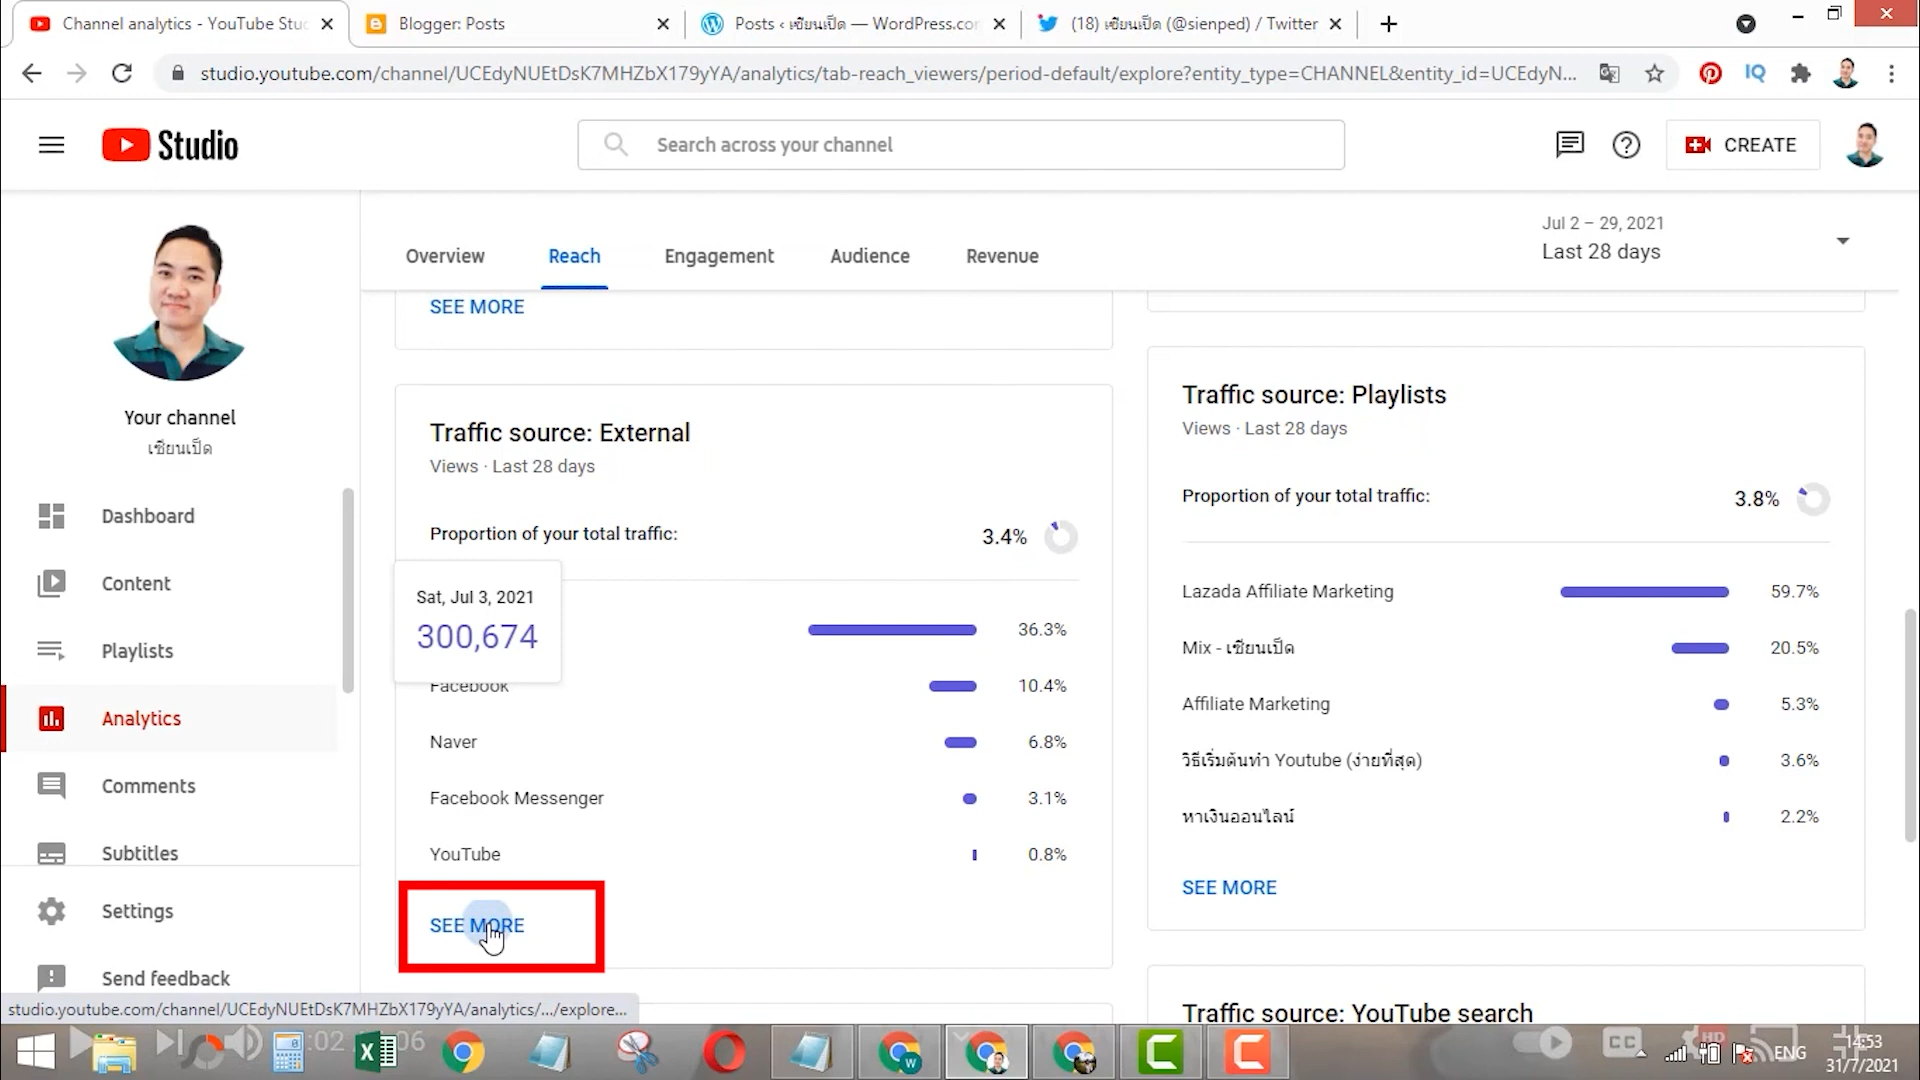 Channel analytics - YouTube Stud
Blogger: Posts
Posts ‹ เซียนเป็ด — WordPress.com
(18) เซียนเป็ด (@sienped) / Twitter
studio.youtube.com/channel/UCEdyNUEtDsK7MHZbX179yYA/analytics/tab-reach_viewers/period-default/explore?entity_type=CHANNEL&entity_id=UCEdyN...
IQ
Studio
Search across your channel
CREATE
Your channel
เซียนเป็ด
Dashboard
Content
Playlists
Analytics
Comments
Subtitles
Settings
Send feedback
Overview
Reach
Engagement
Audience
Revenue
Jul 2 – 29, 2021
Last 28 days
SEE MORE
Traffic source: External
Views · Last 28 days
Proportion of your total traffic:
3.4%
Sat, Jul 3, 2021
300,674
36.3%
Facebook
10.4%
Naver
6.8%
Facebook Messenger
3.1%
YouTube
0.8%
SEE MORE
Traffic source: Playlists
Views · Last 28 days
Proportion of your total traffic:
3.8%
Lazada Affiliate Marketing
59.7%
Mix - เซียนเป็ด
20.5%
Affiliate Marketing
5.3%
วิธีเริ่มต้นทำ Youtube (ง่ายที่สุด)
3.6%
หาเงินออนไลน์
2.2%
SEE MORE
Traffic source: YouTube search
studio.youtube.com/channel/UCEdyNUEtDsK7MHZbX179yYA/analytics/.../explore...
CC
HD
ENG
14:53
31/7/2021